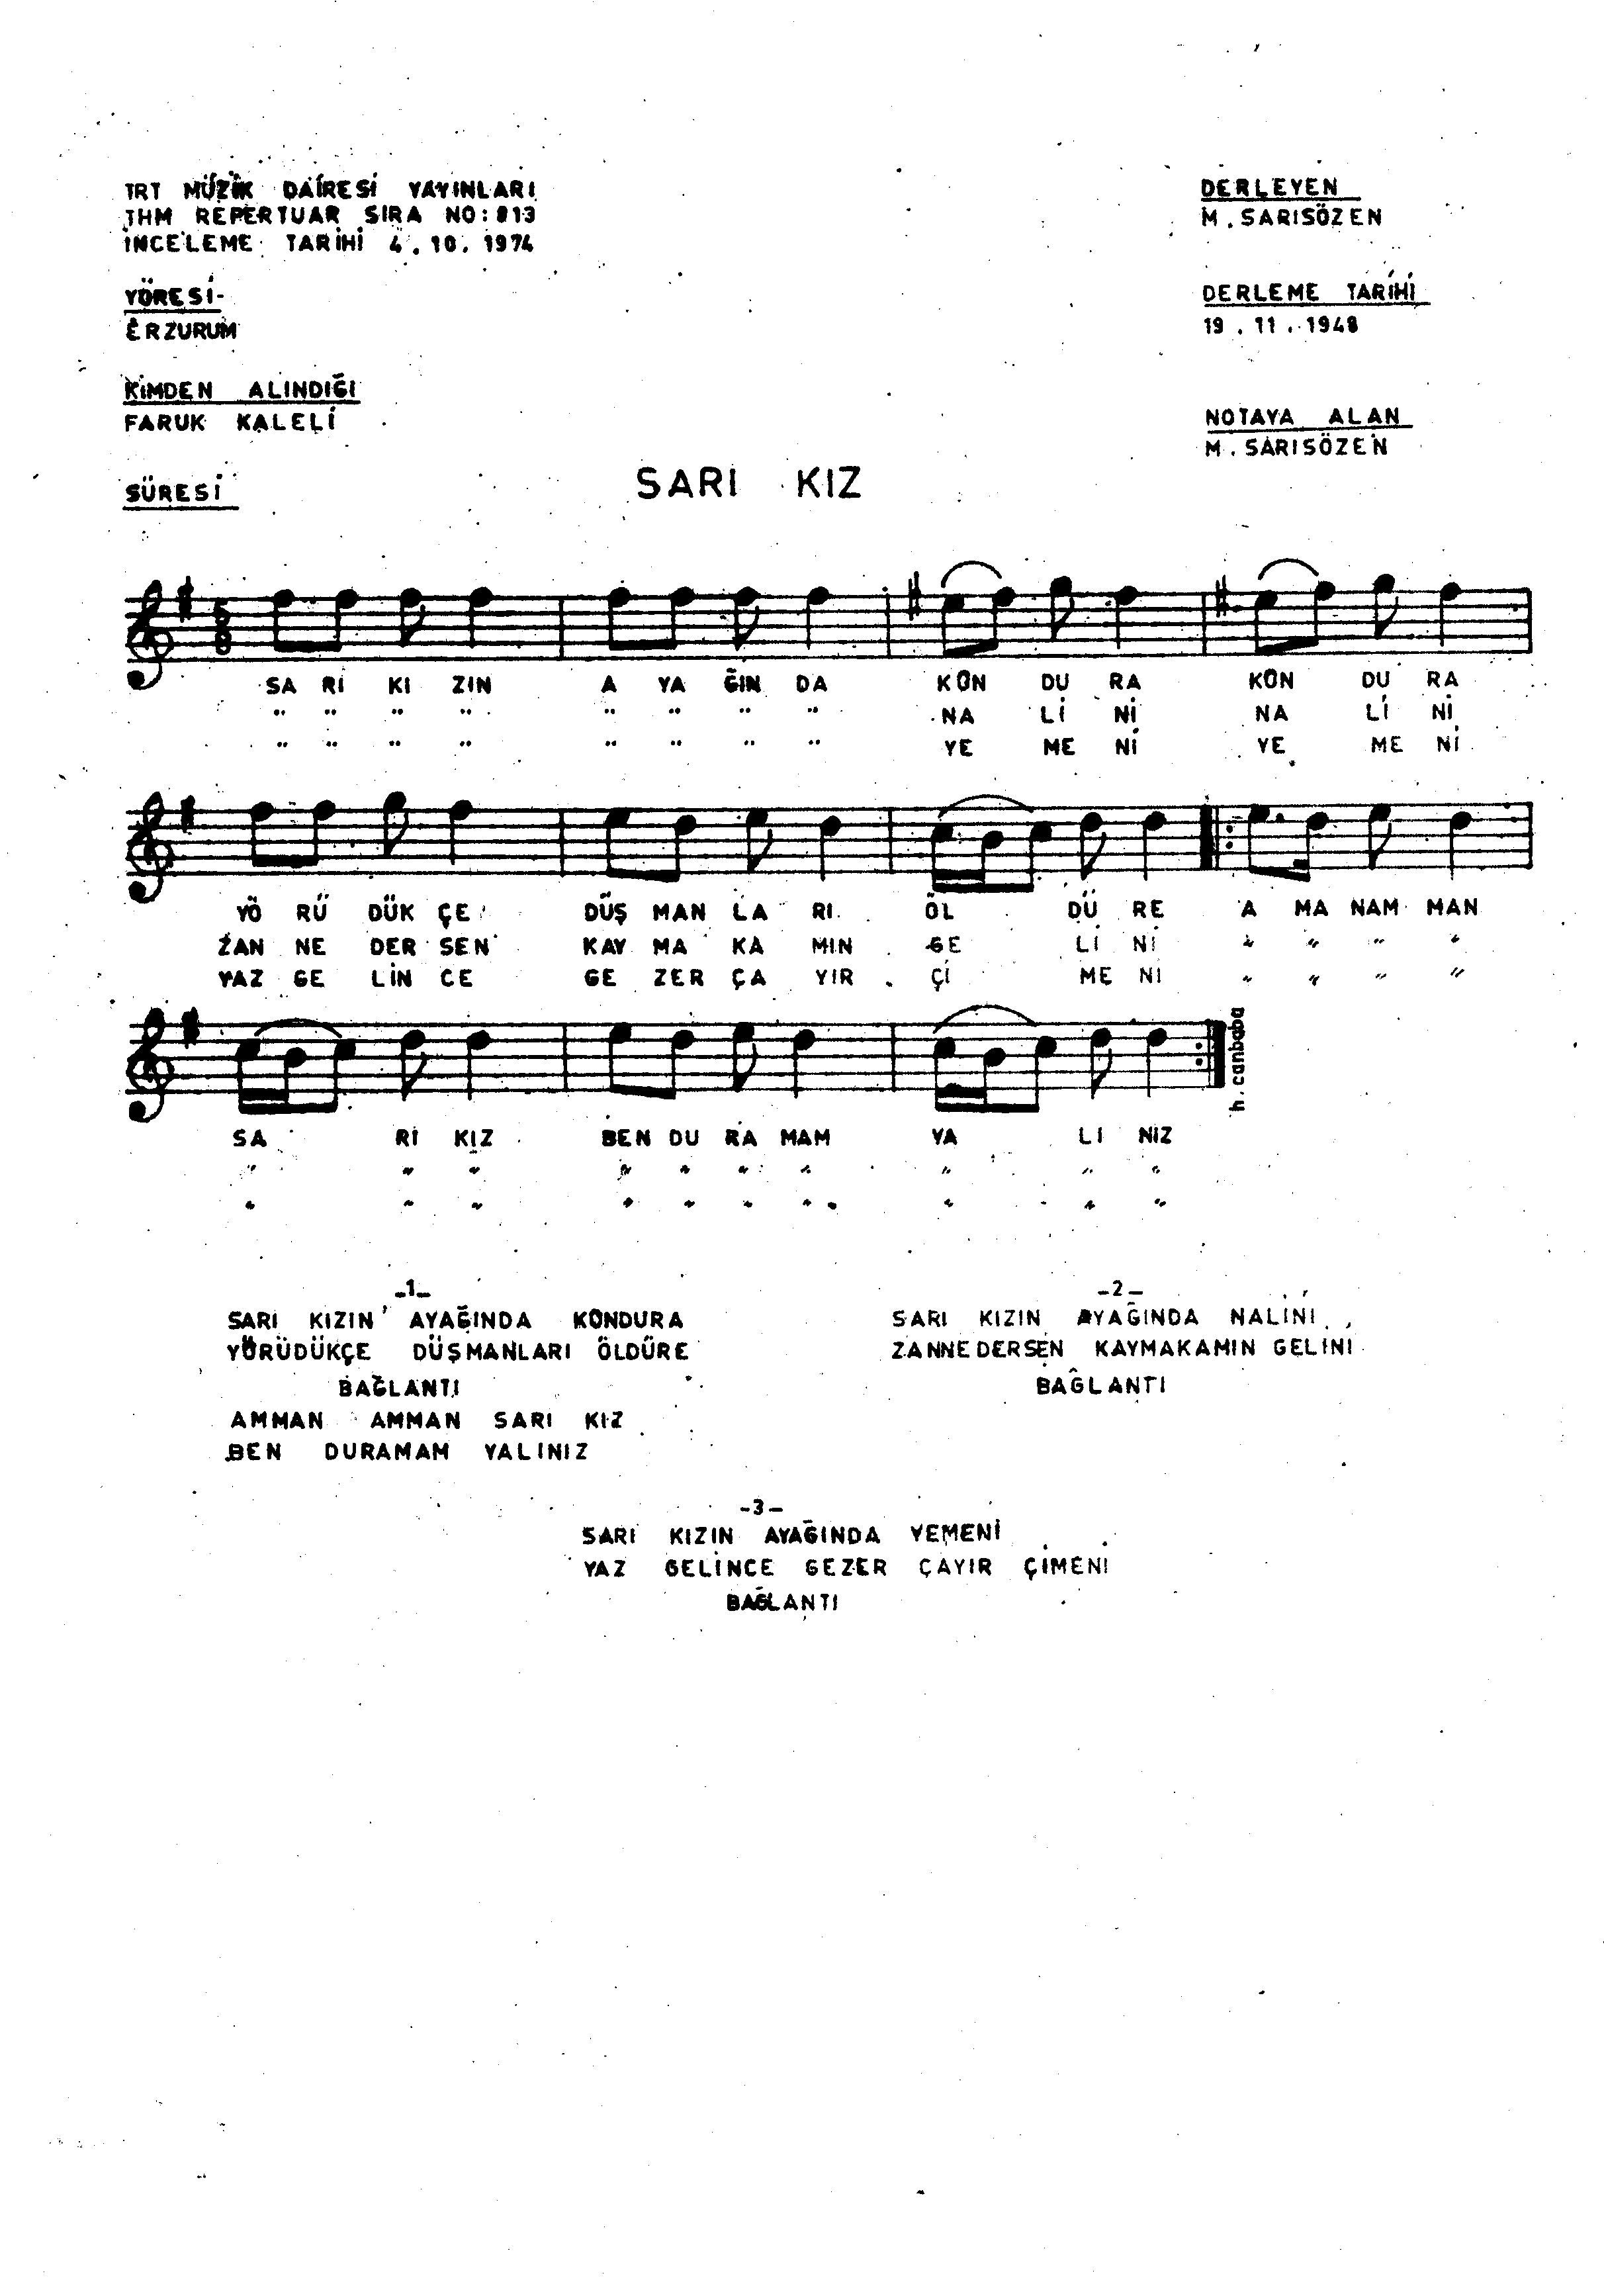 TRT MÜZİK DAİRESİ YAYINLARI
THM REPERTUAR SIRA NO: 813
İNCELEME TARİHİ 4.10.1974
DERLEYEN
M. SARISÖZEN
YÖRESİ-
ERZURUM
DERLEME TARİHİ
19.11.1948
KİMDEN ALINDIĞI
FARUK KALELİ
NOTAYA ALAN
M. SARISÖZEN
SÜRESİ
SARI KIZ
5
8
SA RI KI ZIN A YA ĞIN DA KON DU RA KON DU RA
" " " " " " " " NA Lİ Nİ NA Lİ Nİ
" " " " " " " " YE ME Nİ YE ME Nİ
YÖ RÜ DÜK ÇE DÜŞ MAN LA RI ÖL DÜ RE A MA NAM MAN
ZAN NE DER SEN KAY MA KA MIN GE Lİ Nİ " " " "
YAZ GE LİN CE GE ZER ÇA YIR Çİ ME Nİ " " " "
SA RI KIZ BEN DU RA MAM YA LI NIZ
" " " " " " " " " "
" " " " " " " " " "
h. canbaba
-1-
SARI KIZIN AYAĞINDA KONDURA
YÜRÜDÜKÇE DÜŞMANLARI ÖLDÜRE
BAĞLANTI
AMMAN AMMAN SARI KIZ
BEN DURAMAM YALINIZ
-2-
SARI KIZIN AYAĞINDA NALİNİ
ZANNEDERSEN KAYMAKAMIN GELİNİ
BAĞLANTI
-3-
SARI KIZIN AYAĞINDA YEMENİ
YAZ GELİNCE GEZER ÇAYIR ÇİMENİ
BAĞLANTI